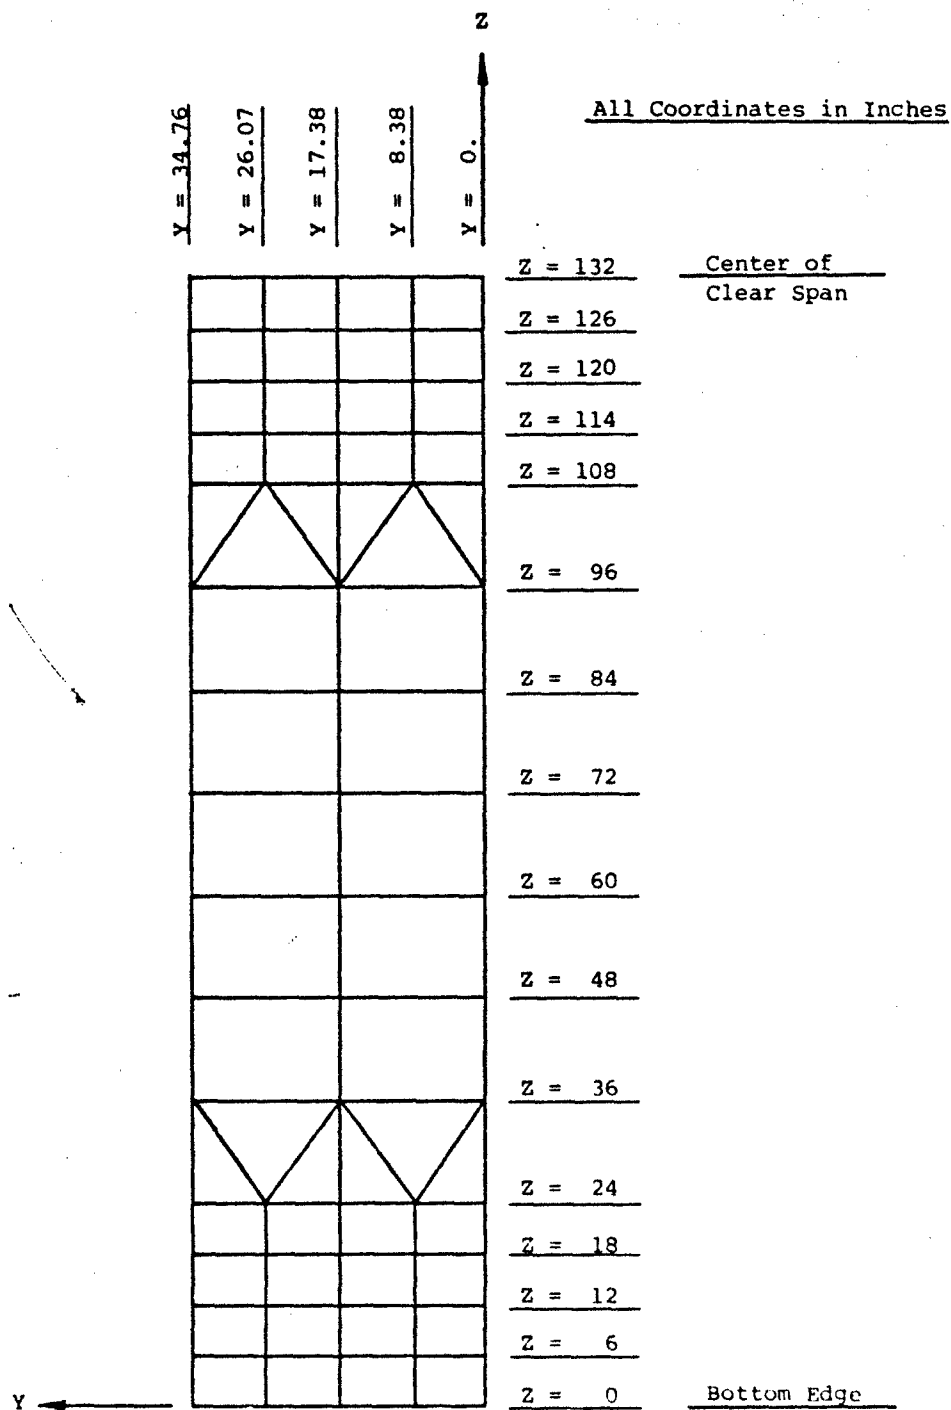 Z
All Coordinates in Inches
Y = 34.76
Y = 26.07
Y = 17.38
Y = 8.38
Y = 0.
Z = 132
Center of
Clear Span
Z = 126
Z = 120
Z = 114
Z = 108
Z = 96
Z = 84
Z = 72
Z = 60
Z = 48
Z = 36
Z = 24
Z = 18
Z = 12
Z = 6
Z = 0
Bottom Edge
Y